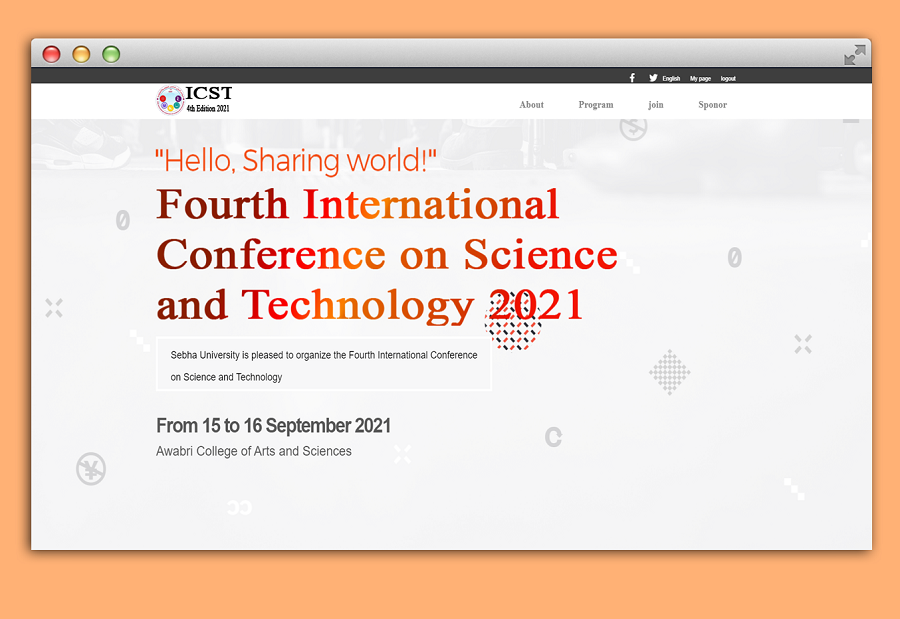 English My page logout
ICST
4th Edition 2021
About Program join Sponor
"Hello, Sharing world!"
Fourth International
Conference on Science
and Technology 2021
Sebha University is pleased to organize the Fourth International Conference
on Science and Technology
From 15 to 16 September 2021
Awabri College of Arts and Sciences